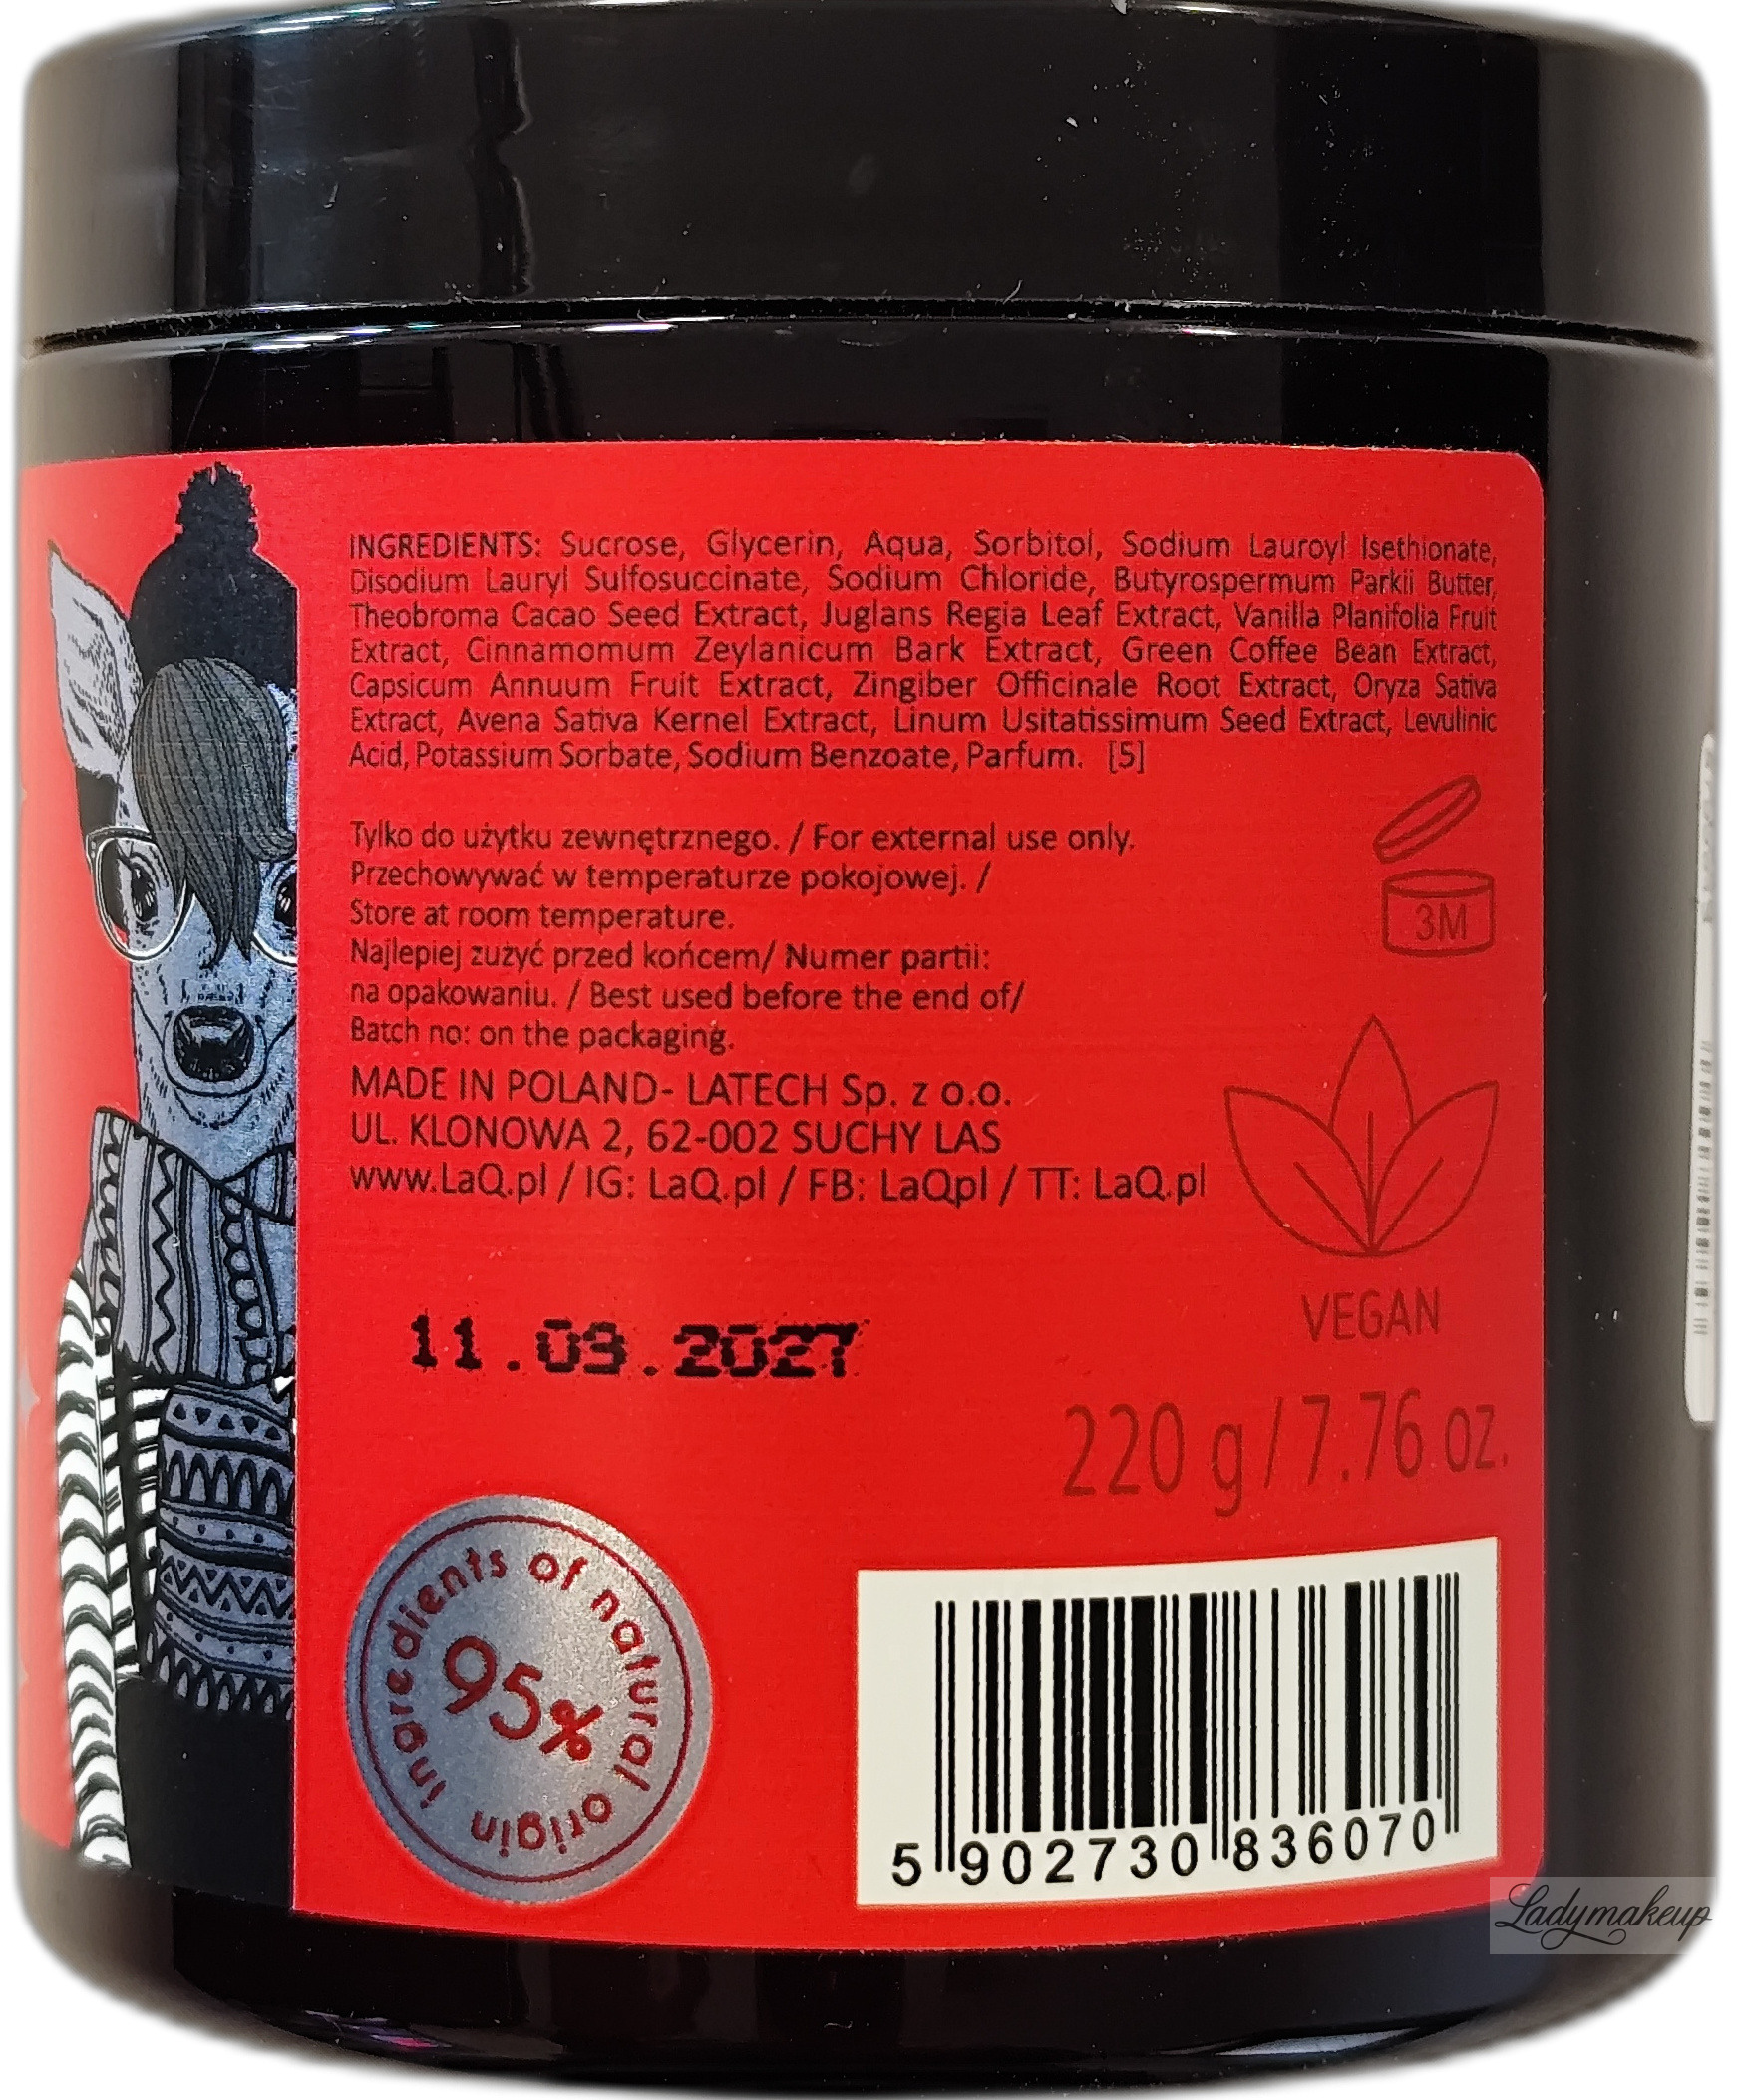 INGREDIENTS: Sucrose, Glycerin, Aqua, Sorbitol, Sodium Lauroyl Isethionate,
Disodium Lauryl Sulfosuccinate, Sodium Chloride, Butyrospermum Parkii Butter,
Theobroma Cacao Seed Extract, Juglans Regia Leaf Extract, Vanilla Planifolia Fruit
Extract, Cinnamomum Zeylanicum Bark Extract, Green Coffee Bean Extract,
Capsicum Annuum Fruit Extract, Zingiber Officinale Root Extract, Oryza Sativa
Extract, Avena Sativa Kernel Extract, Linum Usitatissimum Seed Extract, Levulinic
Acid, Potassium Sorbate, Sodium Benzoate, Parfum. [5]
Tylko do użytku zewnętrznego. / For external use only.
Przechowywać w temperaturze pokojowej. /
Store at room temperature.
3M
Najlepiej zużyć przed końcem/ Numer partii:
na opakowaniu. / Best used before the end of/
Batch no: on the packaging.
MADE IN POLAND- LATECH Sp. z o.o.
UL. KLONOWA 2, 62-002 SUCHY LAS
www.LaQ.pl / IG: LaQ.pl / FB: LaQpl / TT: LaQ.pl
VEGAN
11.09.2027
220 g/7.76 oz.
ingredients of natural origin
95%
5 902730 836070
Ladymakeup